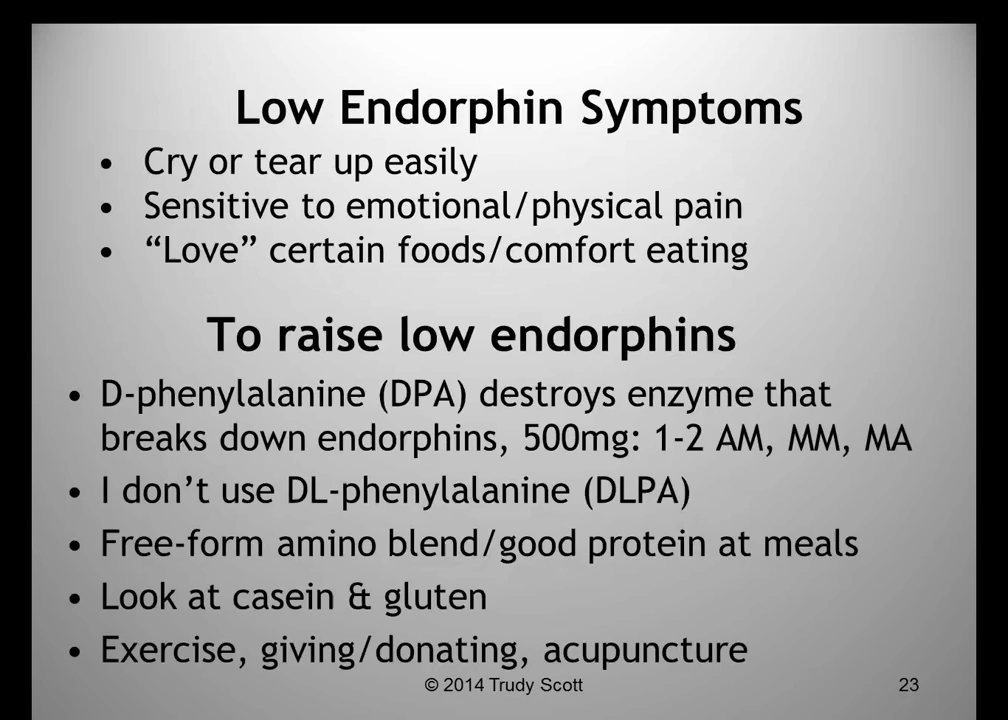 Low Endorphin Symptoms
• Cry or tear up easily
• Sensitive to emotional/physical pain
• “Love” certain foods/comfort eating
To raise low endorphins
• D-phenylalanine (DPA) destroys enzyme that
breaks down endorphins, 500mg: 1-2 AM, MM, MA
• I don’t use DL-phenylalanine (DLPA)
• Free-form amino blend/good protein at meals
• Look at casein & gluten
• Exercise, giving/donating, acupuncture
© 2014 Trudy Scott 23